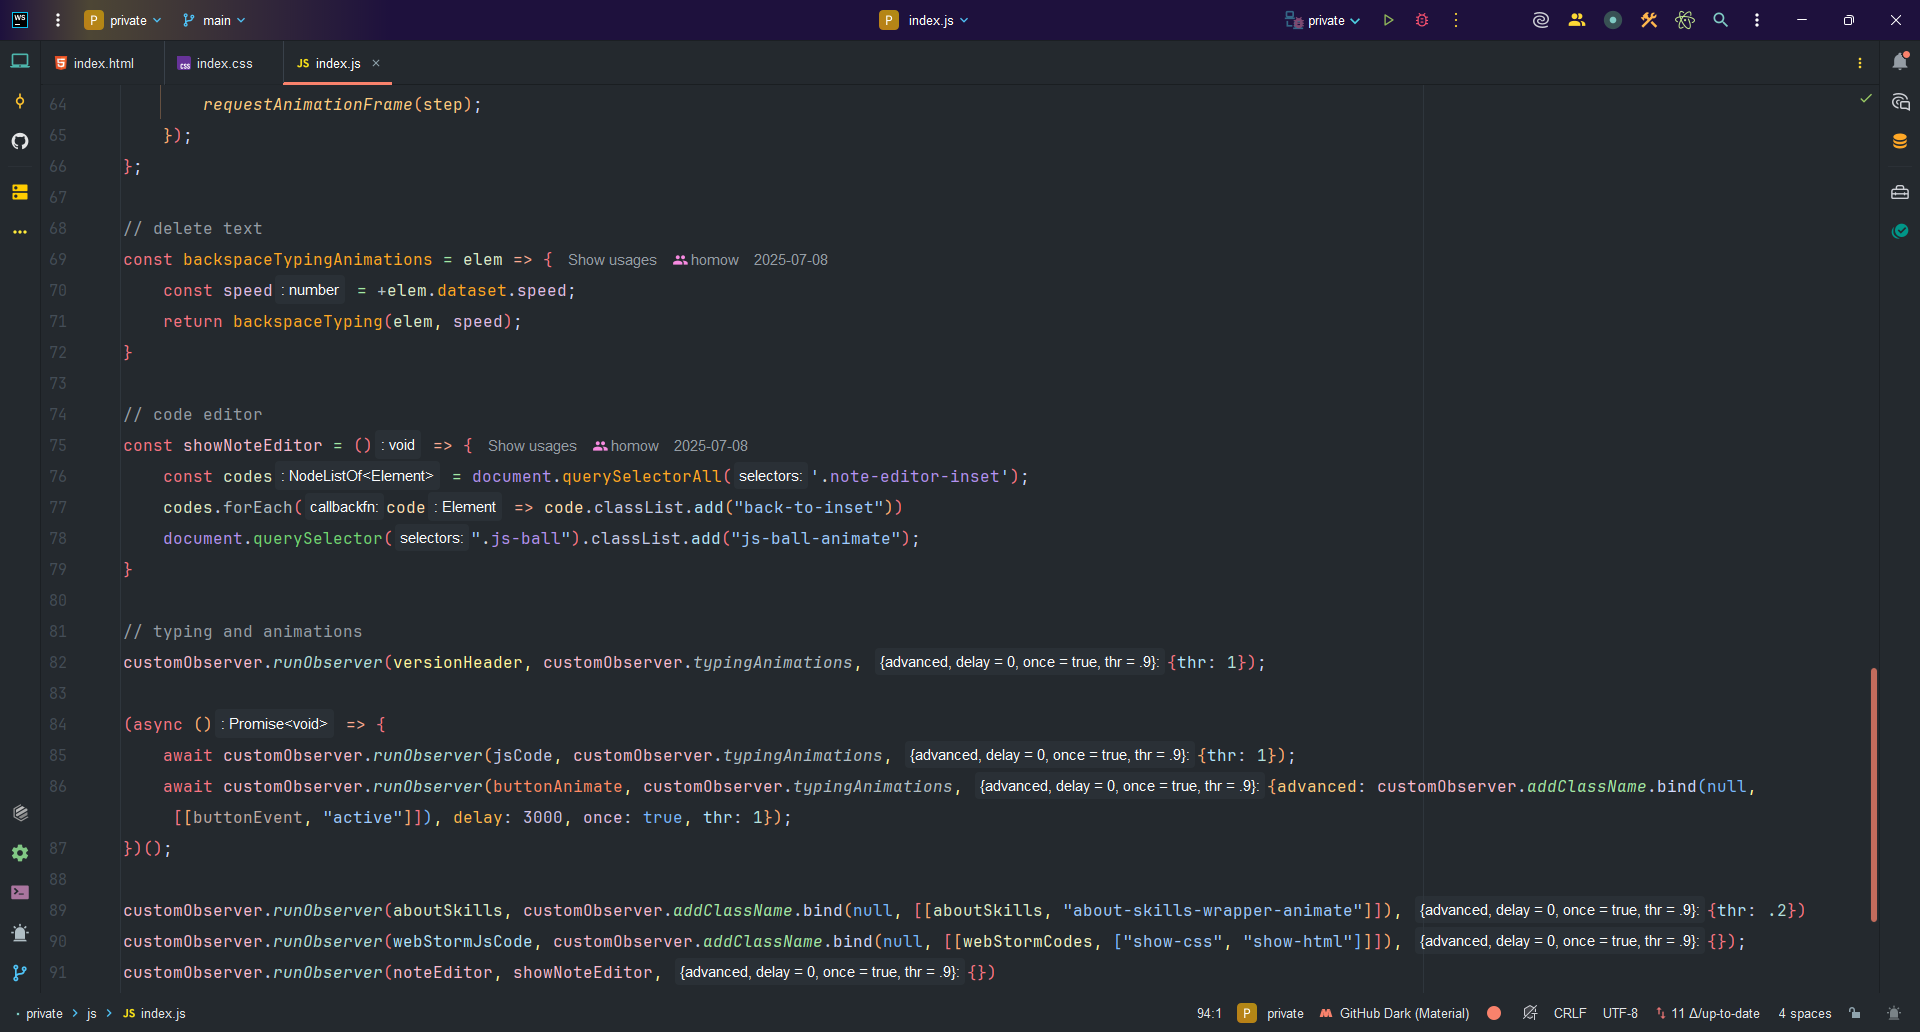 WS P private main P index.js private
index.html CSS index.css JS index.js
64 requestAnimationFrame(step);
65 });
66 };
67
68 // delete text
69 const backspaceTypingAnimations = elem => { Show usages homow 2025-07-08
70 const speed : number = +elem.dataset.speed;
71 return backspaceTyping(elem, speed);
72 }
73
74 // code editor
75 const showNoteEditor = () : void => { Show usages homow 2025-07-08
76 const codes : NodeListOf<Element> = document.querySelectorAll( selectors: '.note-editor-inset');
77 codes.forEach( callbackfn: code : Element => code.classList.add("back-to-inset"))
78 document.querySelector( selectors: ".js-ball").classList.add("js-ball-animate");
79 }
80
81 // typing and animations
82 customObserver.runObserver(versionHeader, customObserver.typingAnimations, {advanced, delay = 0, once = true, thr = .9}: {thr: 1});
83
84 (async () : Promise<void> => {
85 await customObserver.runObserver(jsCode, customObserver.typingAnimations, {advanced, delay = 0, once = true, thr = .9}: {thr: 1});
86 await customObserver.runObserver(buttonAnimate, customObserver.typingAnimations, {advanced, delay = 0, once = true, thr = .9}: {advanced: customObserver.addClassName.bind(null,
[[buttonEvent, "active"]]), delay: 3000, once: true, thr: 1});
87 })();
88
89 customObserver.runObserver(aboutSkills, customObserver.addClassName.bind(null, [[aboutSkills, "about-skills-wrapper-animate"]]), {advanced, delay = 0, once = true, thr = .9}: {thr: .2})
90 customObserver.runObserver(webStormJsCode, customObserver.addClassName.bind(null, [[webStormCodes, ["show-css", "show-html"]]]), {advanced, delay = 0, once = true, thr = .9}: {});
91 customObserver.runObserver(noteEditor, showNoteEditor, {advanced, delay = 0, once = true, thr = .9}: {})
private > js > JS index.js 94:1 P private GitHub Dark (Material) CRLF UTF-8 11 Δ/up-to-date 4 spaces